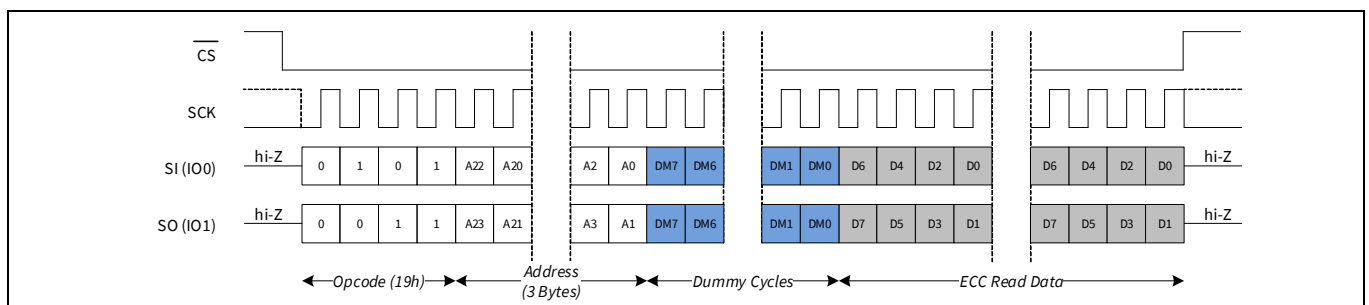 CS
SCK
SI (IO0) hi-Z 0 1 0 1 A22 A20 A2 A0 DM7 DM6 DM1 DM0 D6 D4 D2 D0 D6 D4 D2 D0 hi-Z
SO (IO1) hi-Z 0 0 1 1 A23 A21 A3 A1 DM7 DM6 DM1 DM0 D7 D5 D3 D1 D7 D5 D3 D1 hi-Z
Opcode (19h) Address Dummy Cycles ECC Read Data
(3 Bytes)